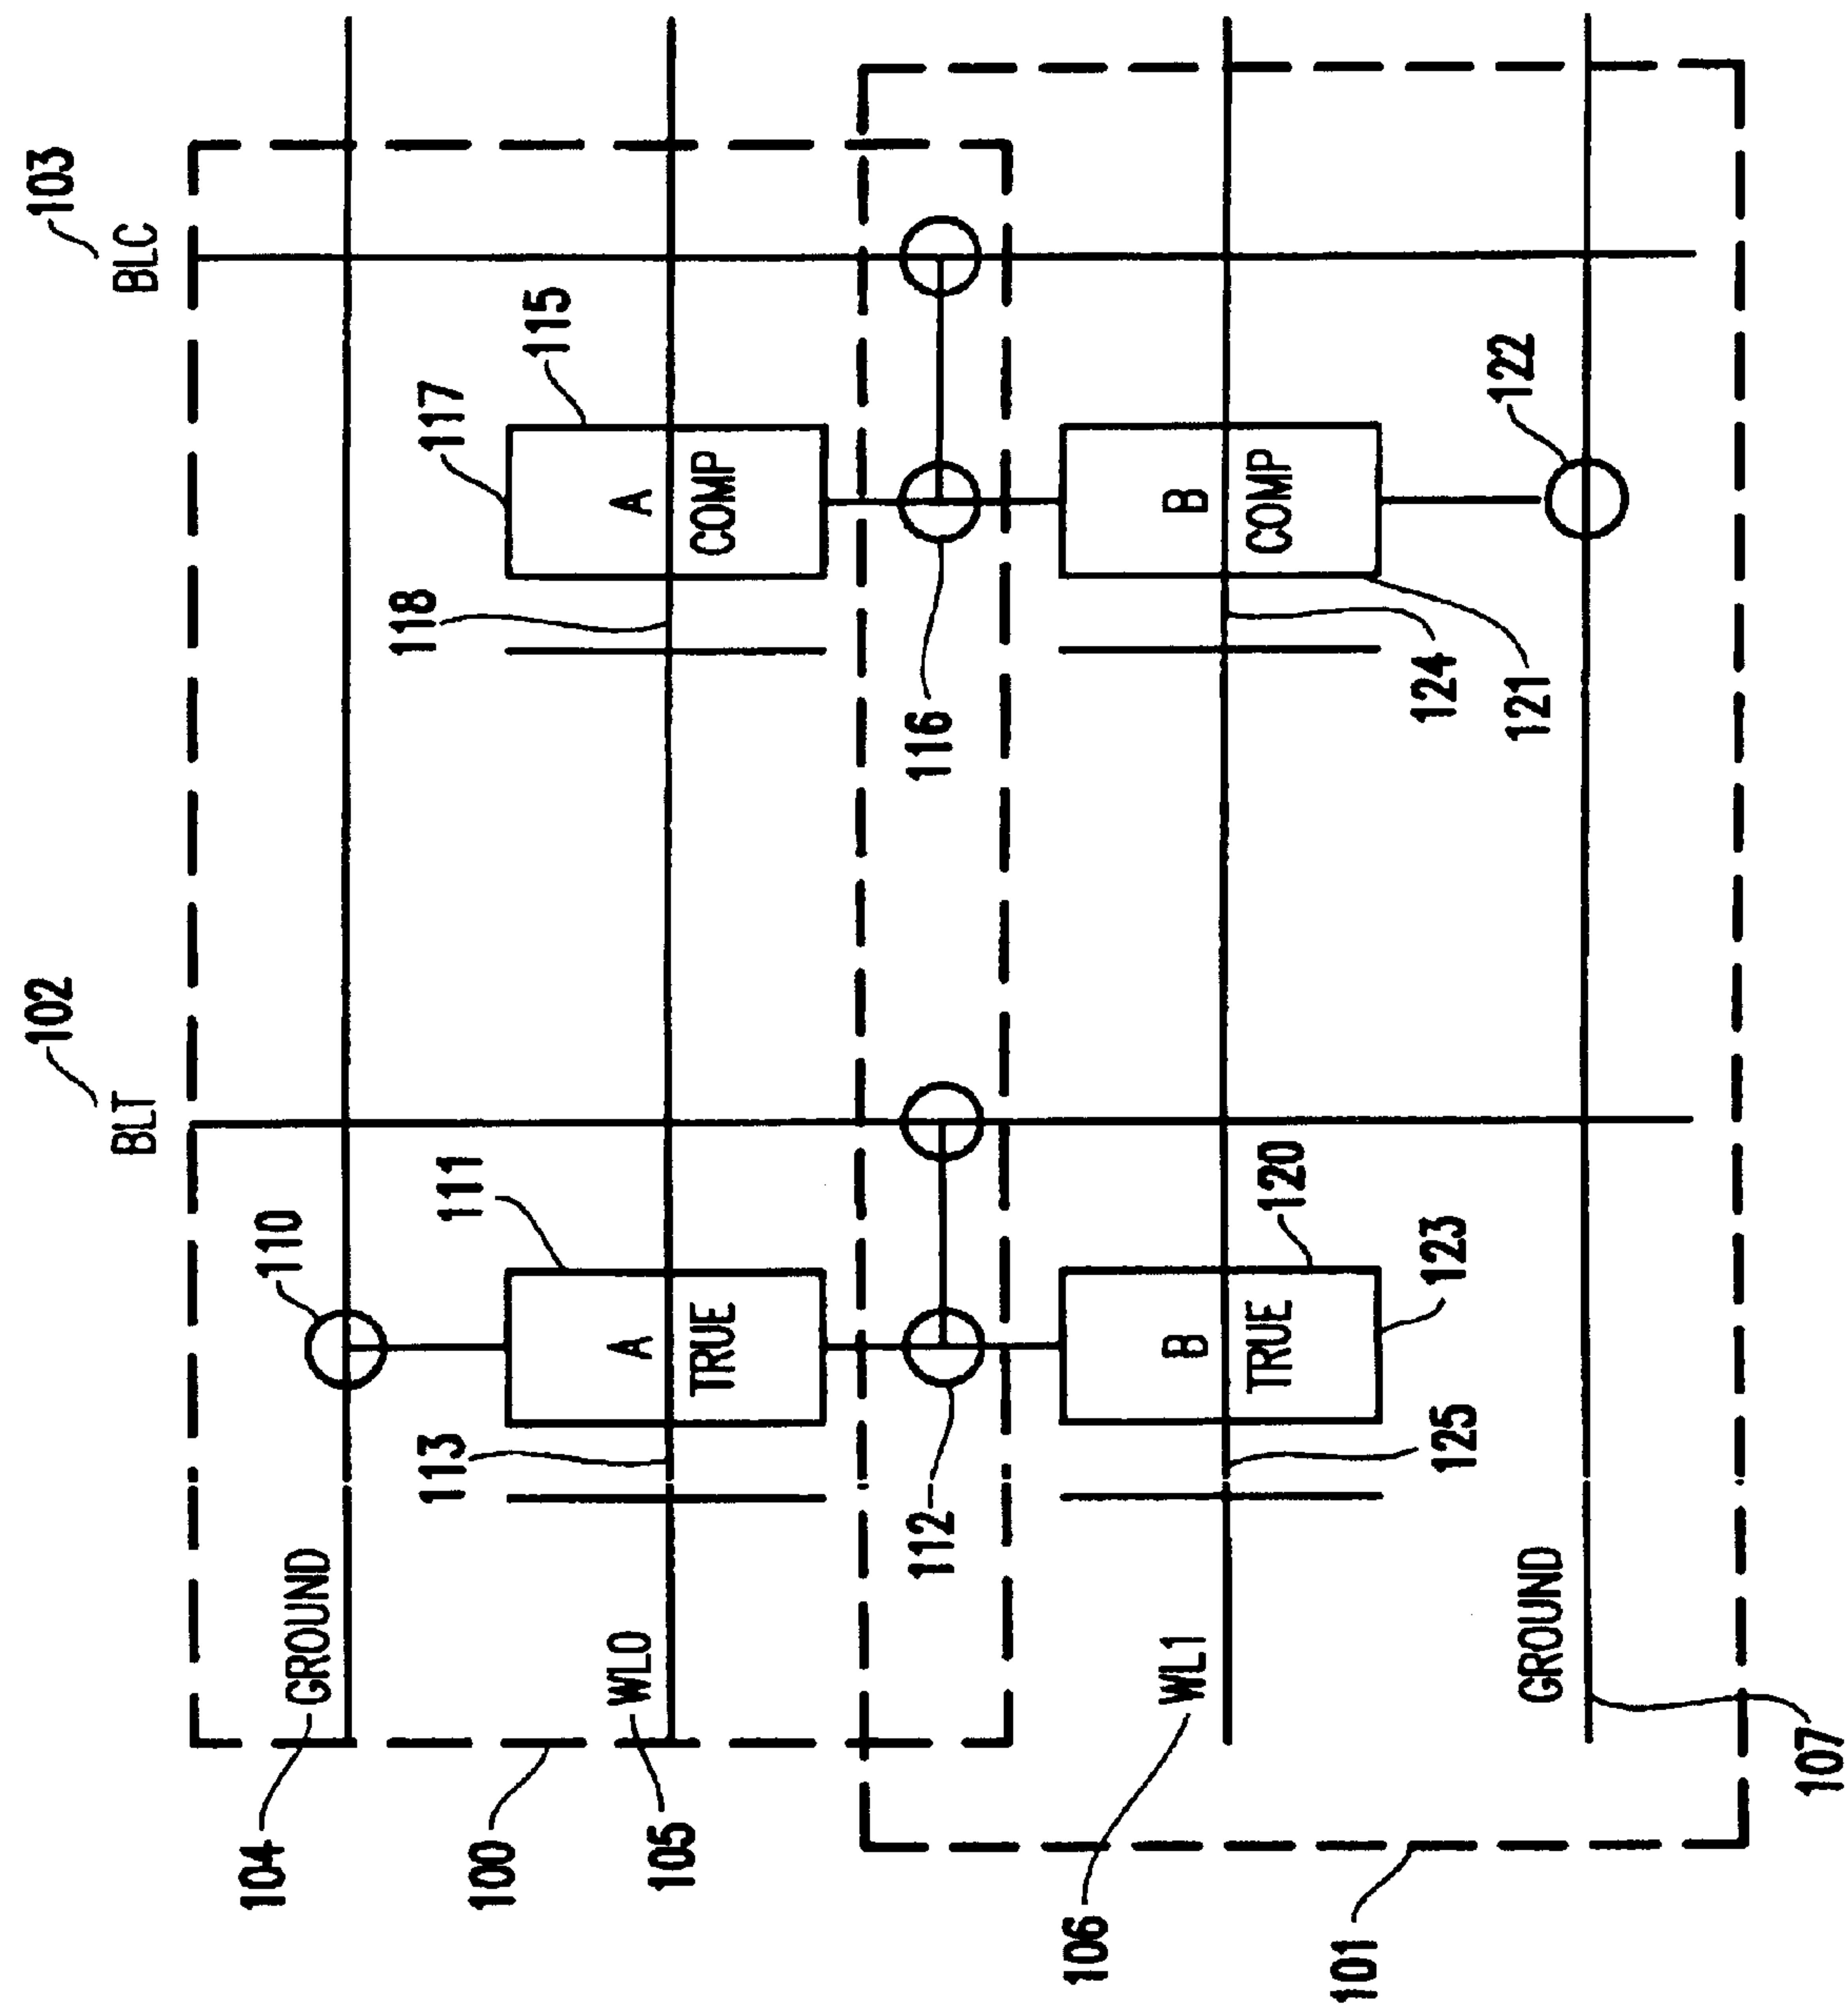 103
BLC
102
BLT
110
GROUND
104
117
115
A
COMP
118
111
A
TRUE
113
WL0
105
100
116
112
122
B
COMP
124
121
120
B
TRUE
123
125
WL1
106
GROUND
107
101